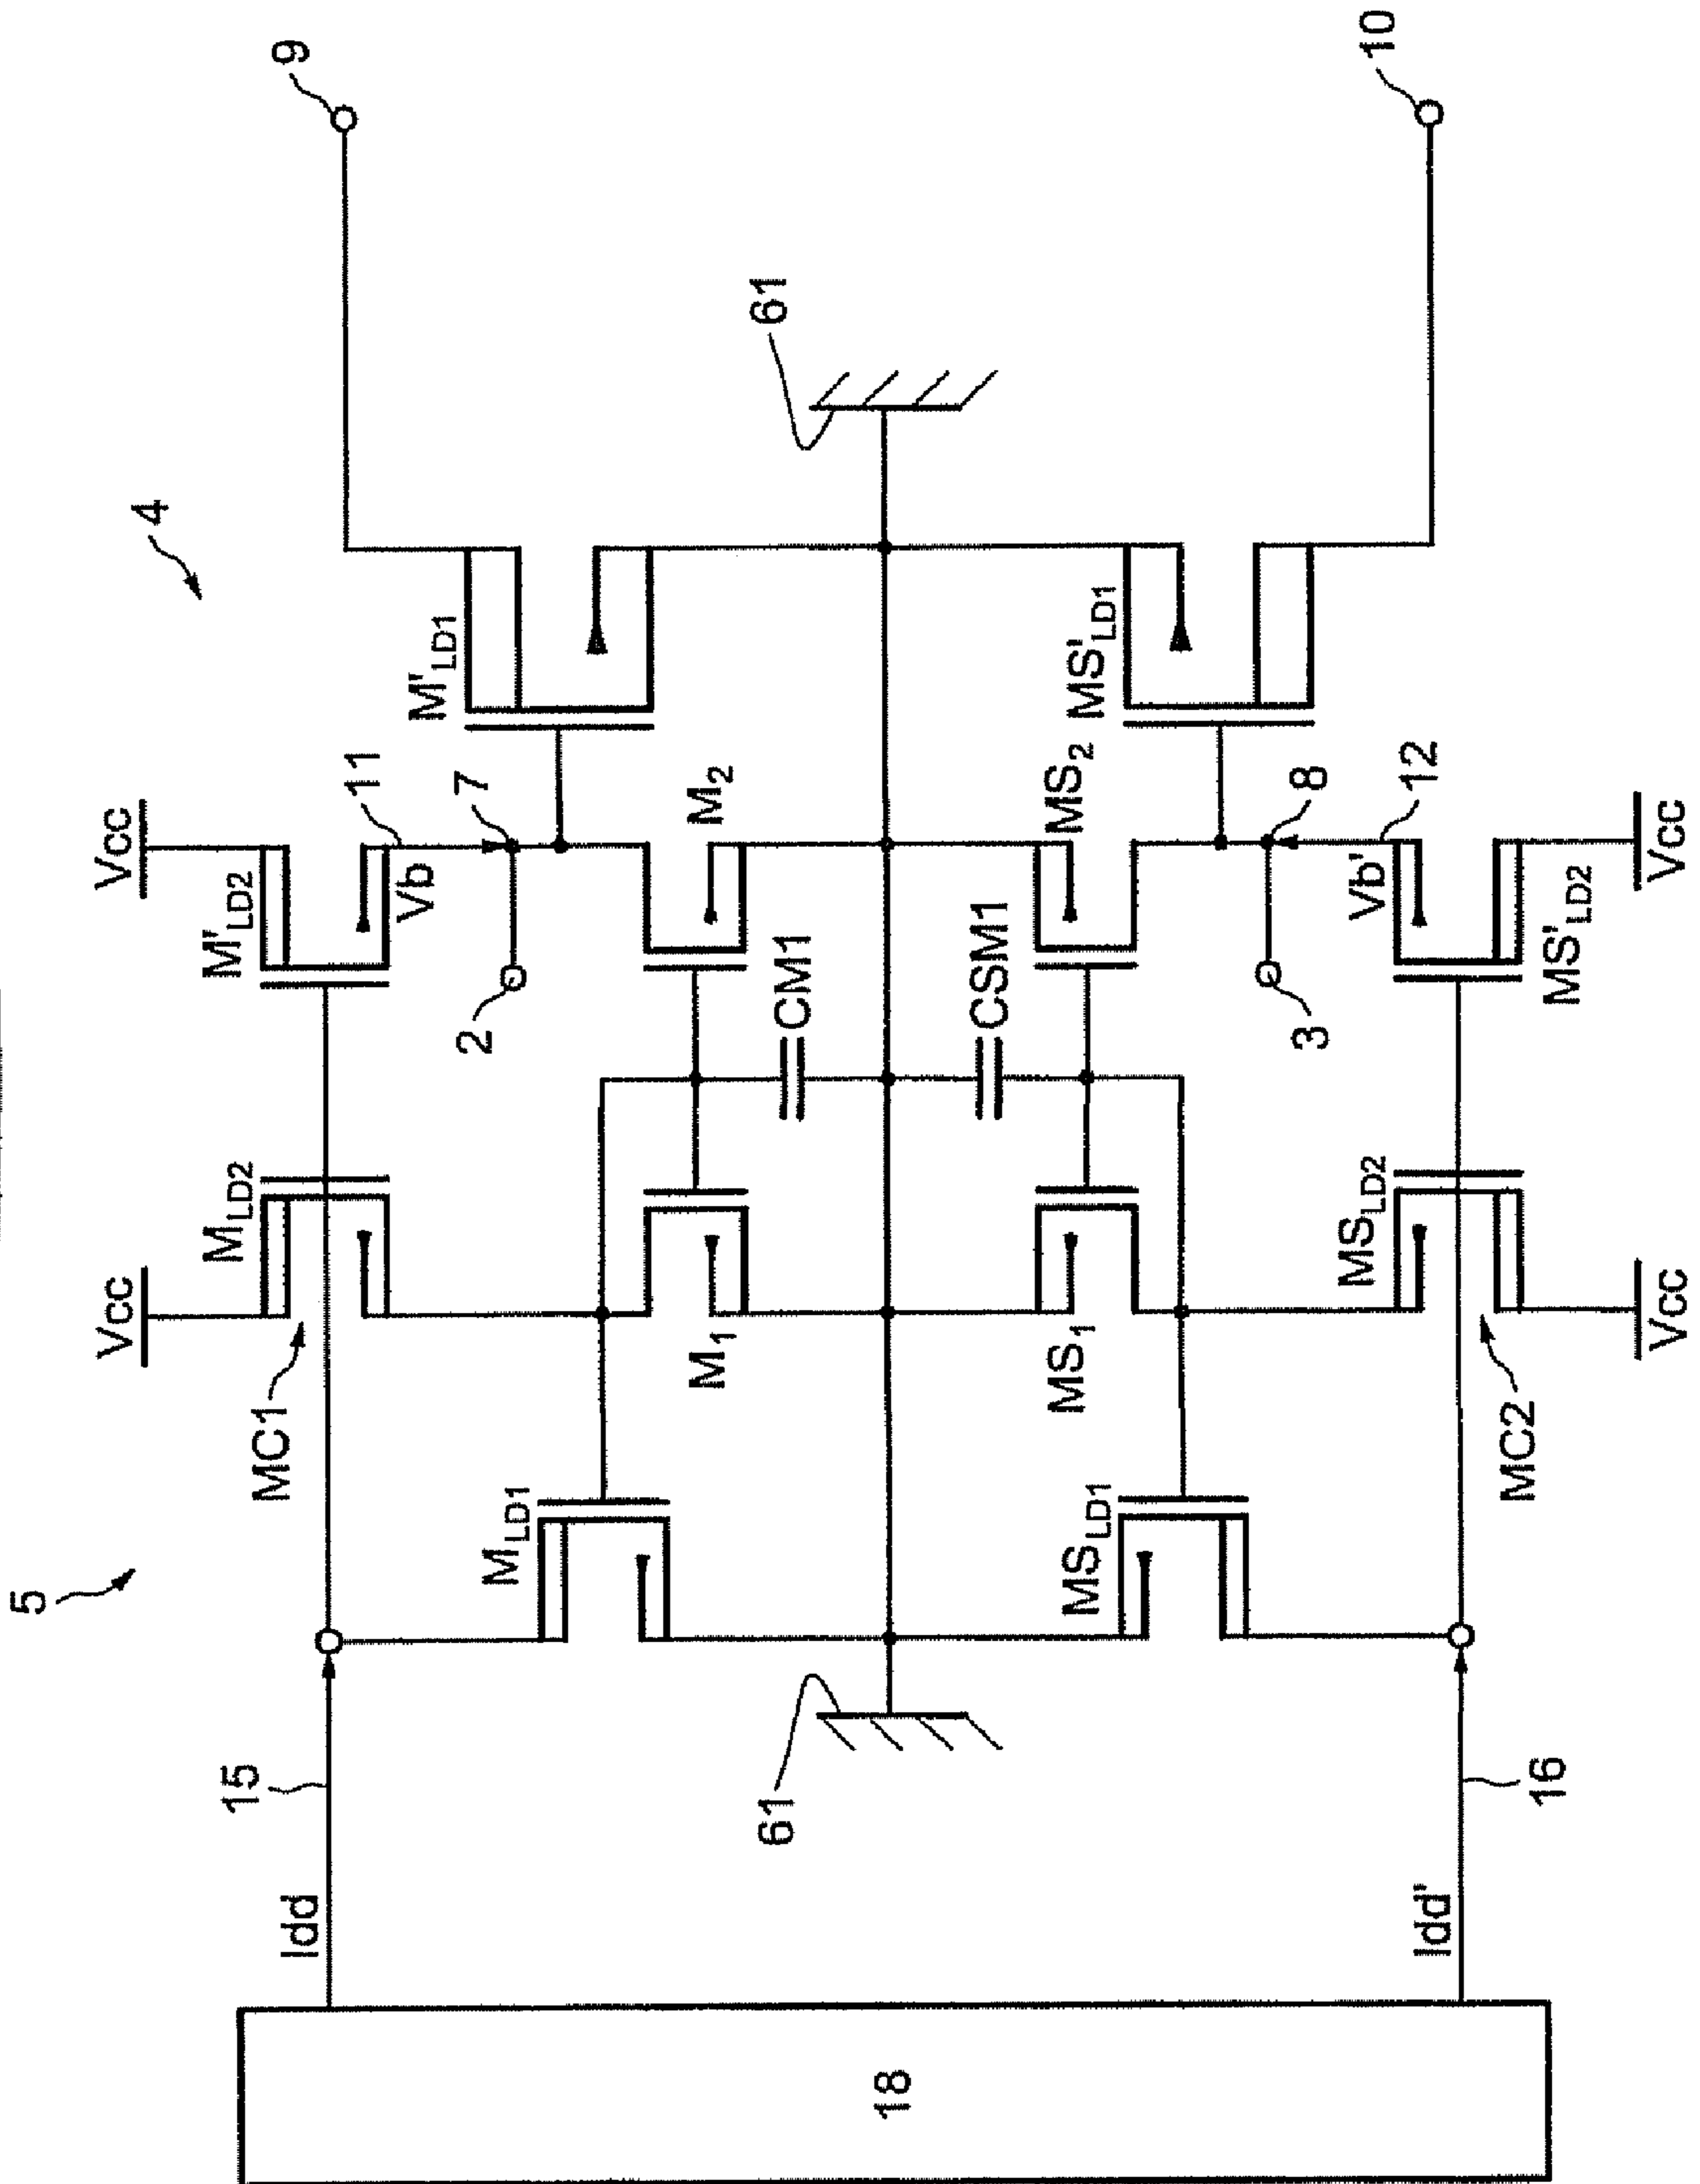 9
10
4
61
M'LD1
MS'LD1
Vcc
11
7
M2
MS2
8
12
Vcc
M'LD2
Vb
Vb'
MS'LD2
2
CM1
CSM1
3
MLD2
MSLD2
Vcc
M1
MS1
Vcc
MC1
MC2
5
MLD1
MSLD1
61
15
16
Idd
Idd'
18